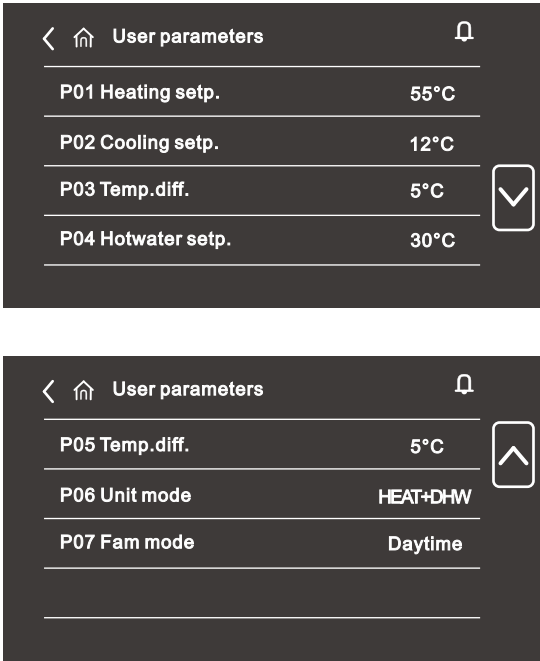 User parameters
P01 Heating setp. 55°C
P02 Cooling setp. 12°C
P03 Temp.diff. 5°C
P04 Hotwater setp. 30°C
User parameters
P05 Temp.diff. 5°C
P06 Unit mode HEAT+DHW
P07 Fam mode Daytime